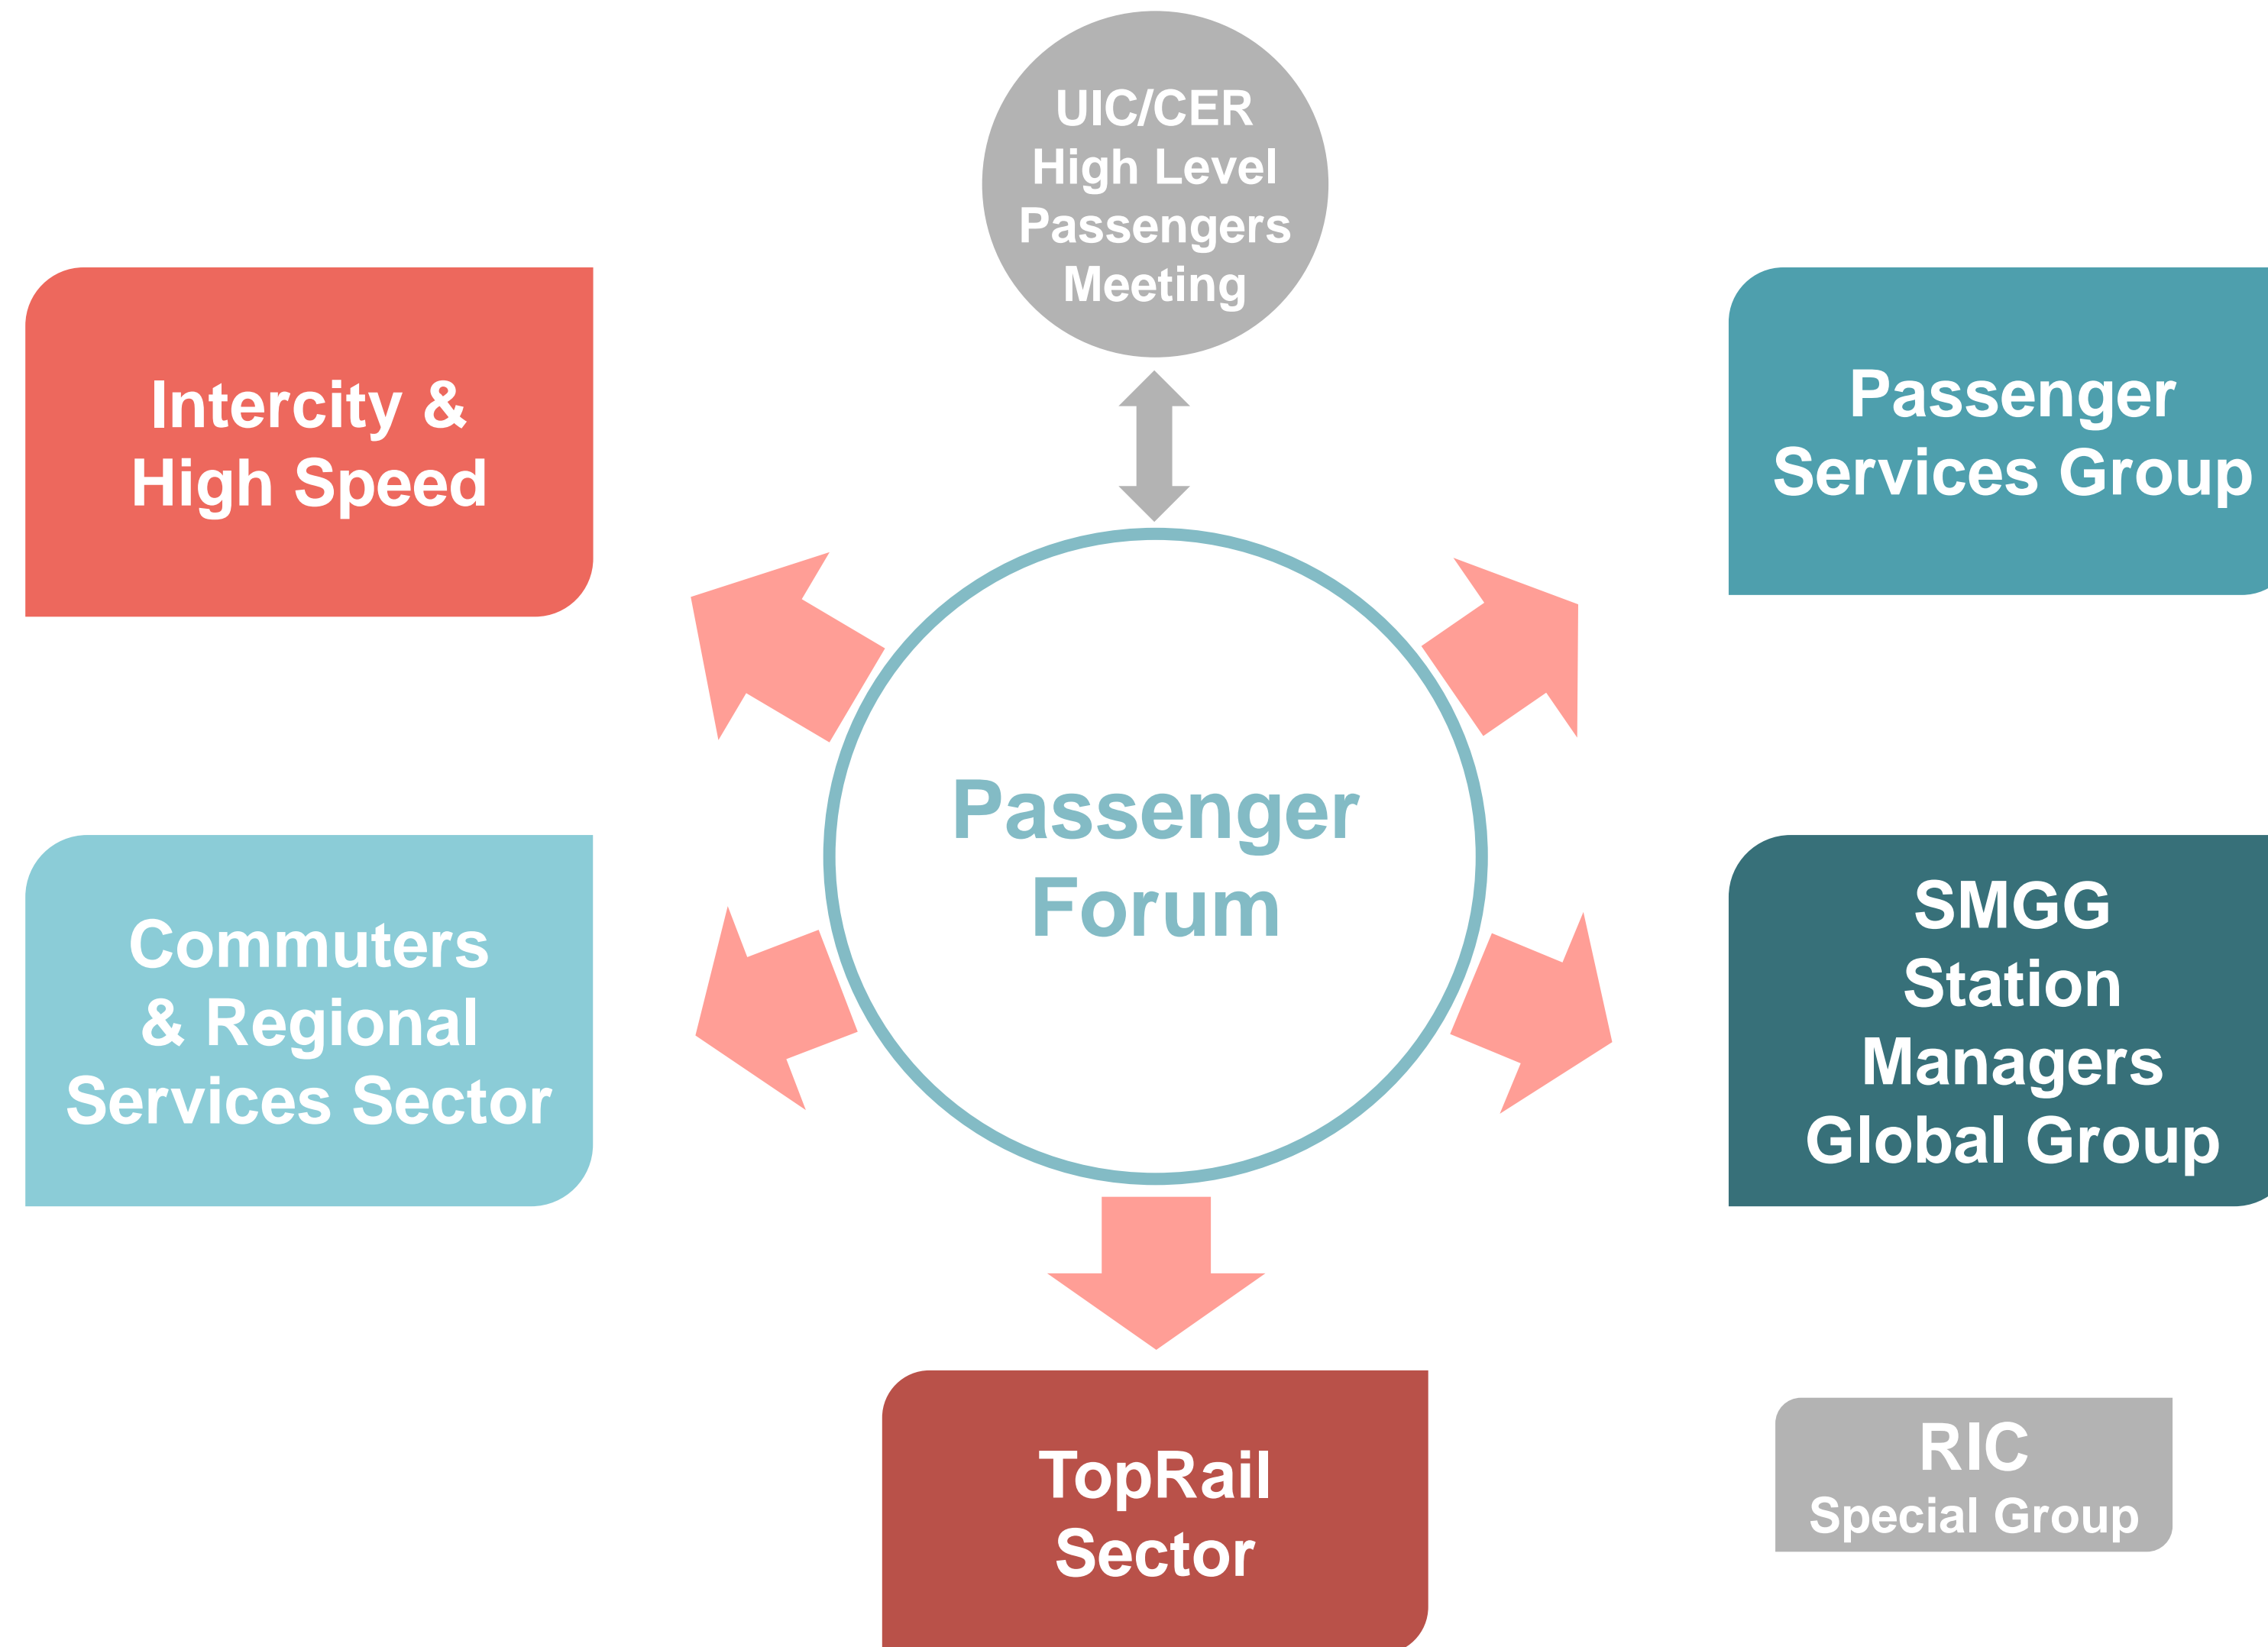 UIC/CER
High Level
Passengers
Meeting
Intercity &
High Speed
Passenger
Services Group
Passenger
Forum
Commuters
& Regional
Services Sector
SMGG
Station
Managers
Global Group
TopRail
Sector
RIC
Special Group